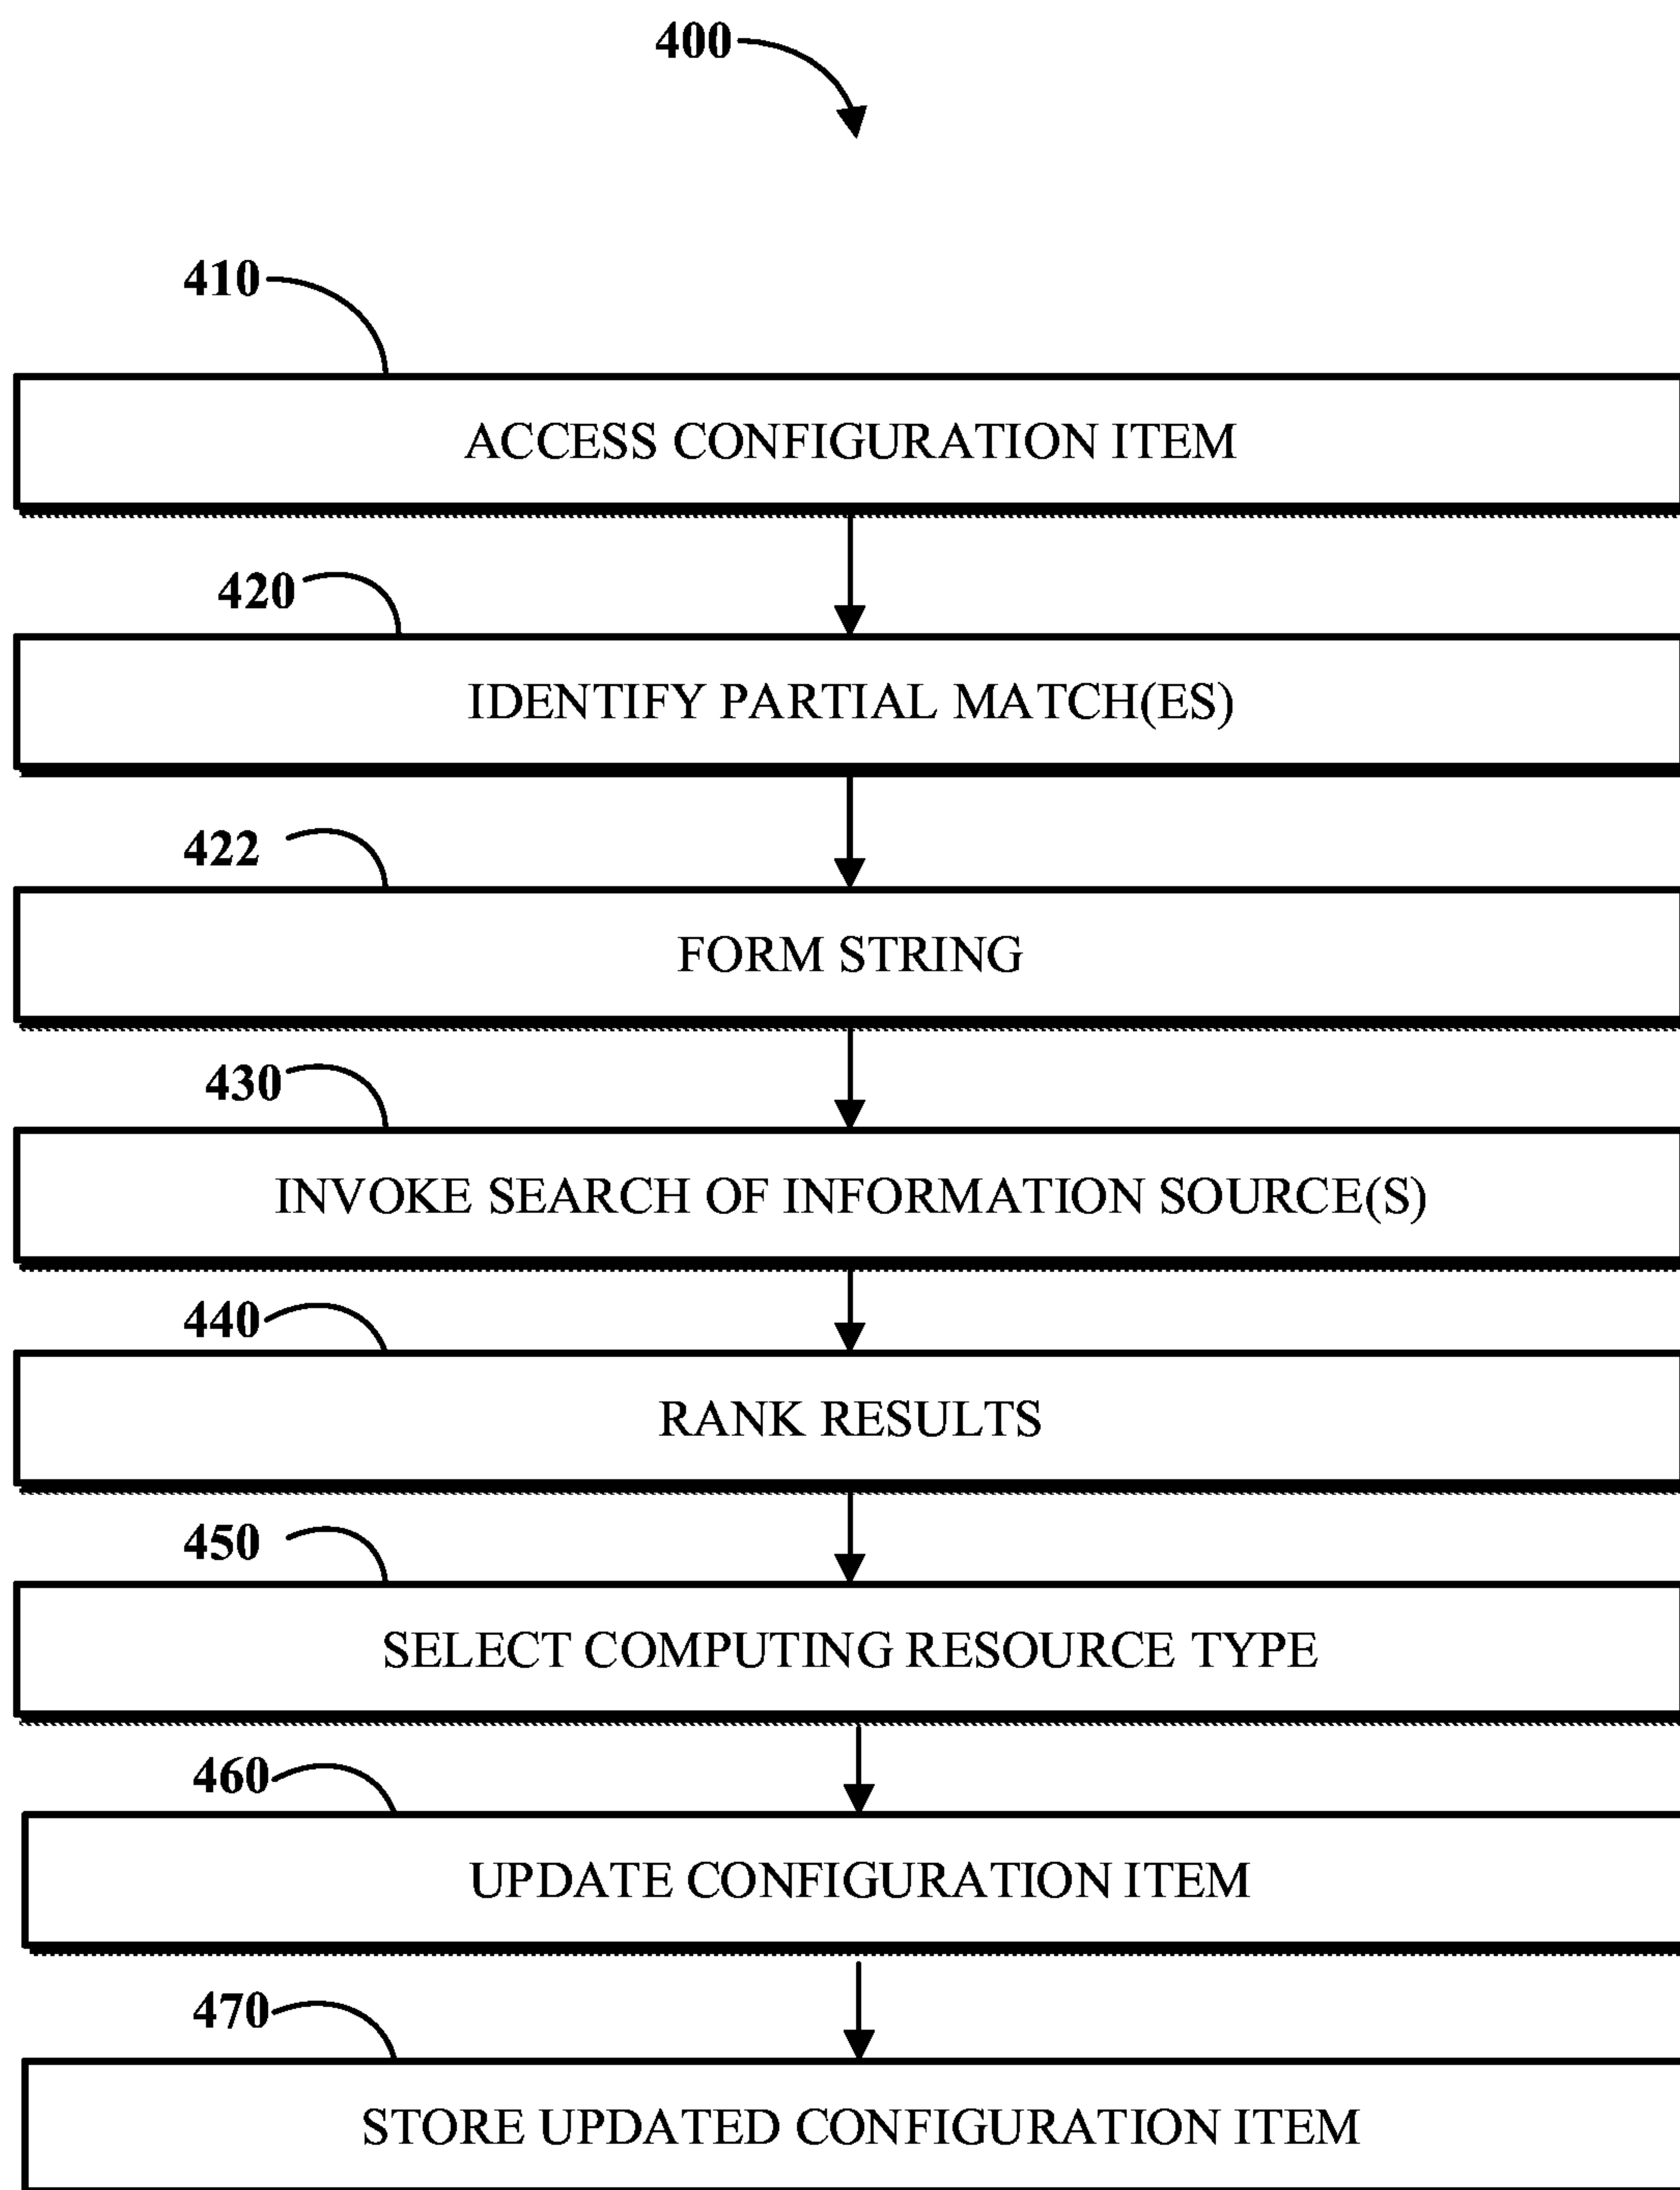 400
410
ACCESS CONFIGURATION ITEM
420
IDENTIFY PARTIAL MATCH(ES)
422
FORM STRING
430
INVOKE SEARCH OF INFORMATION SOURCE(S)
440
RANK RESULTS
450
SELECT COMPUTING RESOURCE TYPE
460
UPDATE CONFIGURATION ITEM
470
STORE UPDATED CONFIGURATION ITEM